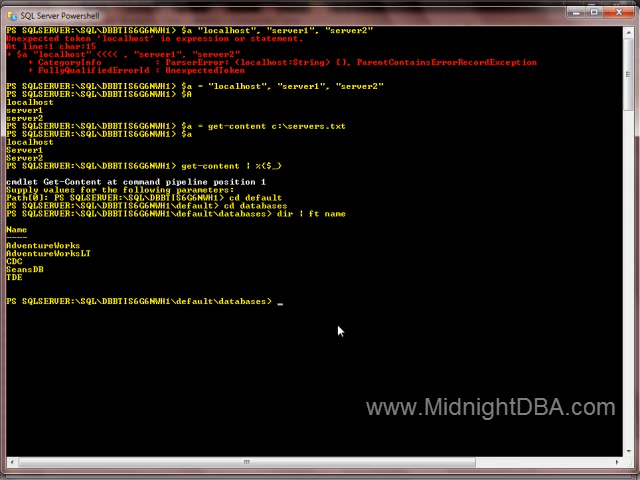 SQL Server Powershell
PS SQLSERVER:\SQL\DBBTIS6G6NWH1> $a "localhost", "server1", "server2"
Unexpected token 'localhost' in expression or statement.
At line:1 char:15
+ $a "localhost" <<<< , "server1", "server2"
+ CategoryInfo : ParserError: (localhost:String) [], ParentContainsErrorRecordException
+ FullyQualifiedErrorId : UnexpectedToken
PS SQLSERVER:\SQL\DBBTIS6G6NWH1> $a = "localhost", "server1", "server2"
PS SQLSERVER:\SQL\DBBTIS6G6NWH1> $A
localhost
server1
server2
PS SQLSERVER:\SQL\DBBTIS6G6NWH1> $a = get-content c:\servers.txt
PS SQLSERVER:\SQL\DBBTIS6G6NWH1> $a
localhost
Server1
Server2
PS SQLSERVER:\SQL\DBBTIS6G6NWH1> get-content | %{$_}
cmdlet Get-Content at command pipeline position 1
Supply values for the following parameters:
Path[0]: PS SQLSERVER:\SQL\DBBTIS6G6NWH1> cd default
PS SQLSERVER:\SQL\DBBTIS6G6NWH1\default> cd databases
PS SQLSERVER:\SQL\DBBTIS6G6NWH1\default\databases> dir | ft name
Name
----
AdventureWorks
AdventureWorksLT
CDC
SeansDB
TDE
PS SQLSERVER:\SQL\DBBTIS6G6NWH1\default\databases> _
www.MidnightDBA.com